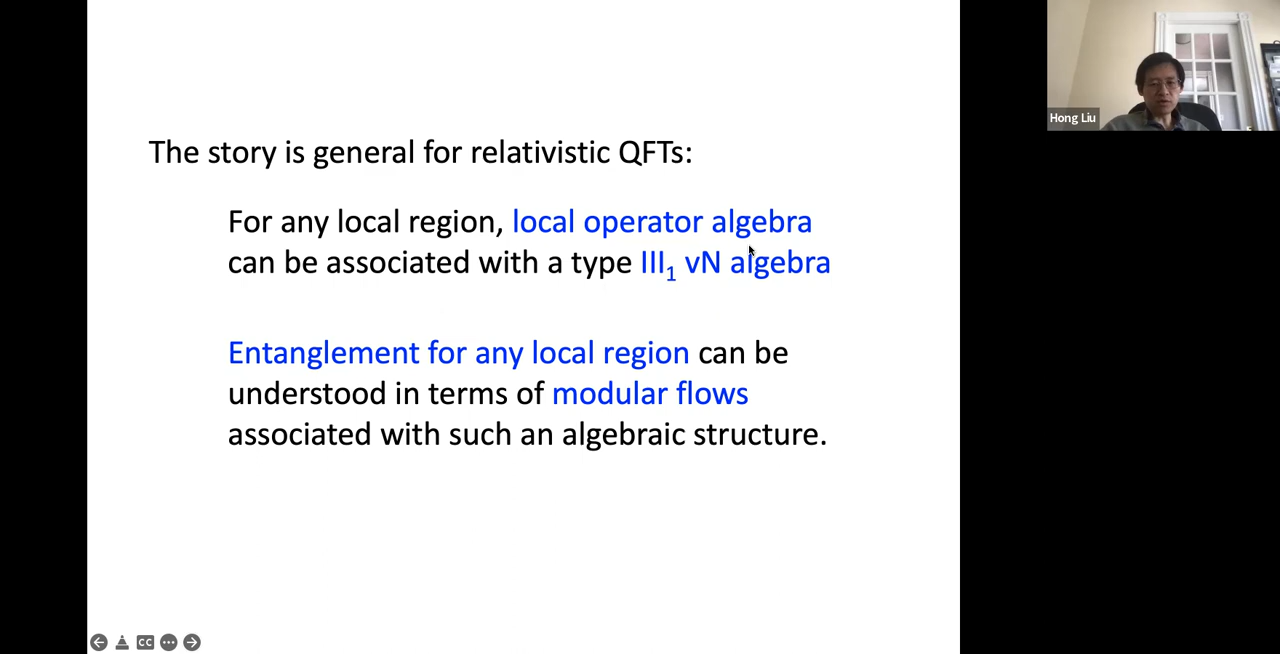 The story is general for relativistic QFTs:
For any local region, local operator algebra
can be associated with a type III₁ vN algebra
Entanglement for any local region can be
understood in terms of modular flows
associated with such an algebraic structure.
Hong Liu
CC